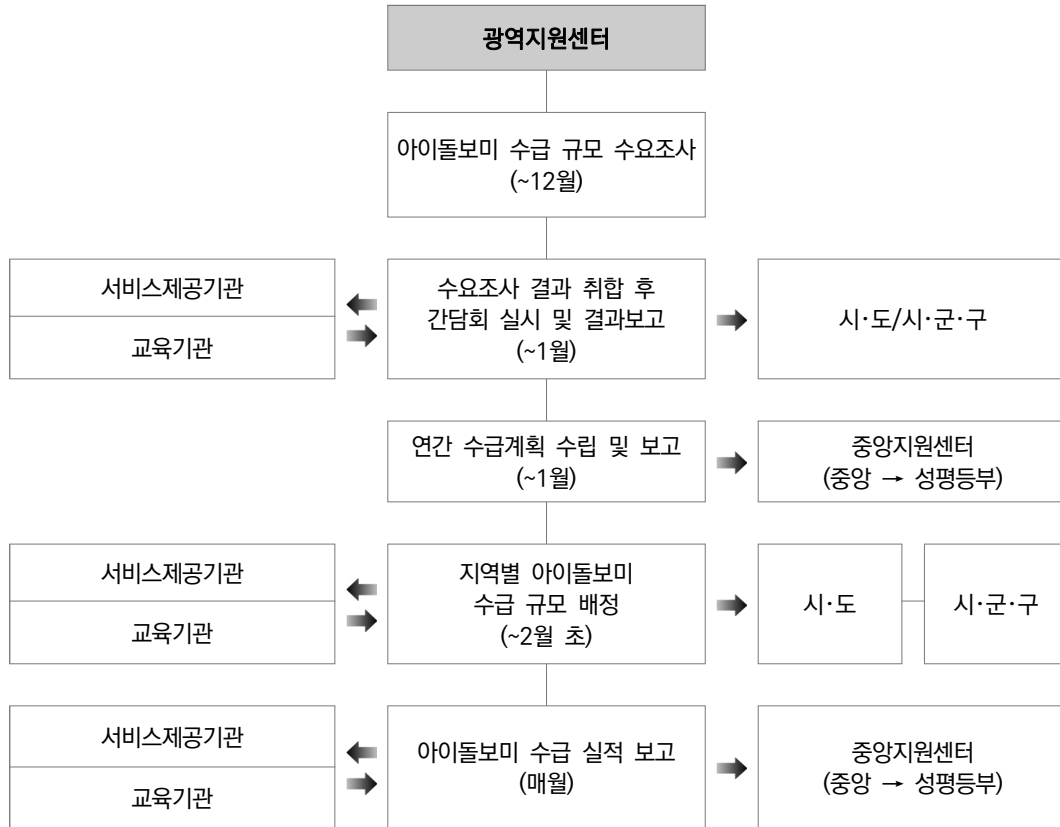 광역지원센터
아이돌보미 수급 규모 수요조사
(~12월)
서비스제공기관
교육기관
수요조사 결과 취합 후
간담회 실시 및 결과보고
(~1월)
시·도/시·군·구
연간 수급계획 수립 및 보고
(~1월)
중앙지원센터
(중앙 → 성평등부)
서비스제공기관
교육기관
지역별 아이돌보미
수급 규모 배정
(~2월 초)
시·도
시·군·구
서비스제공기관
교육기관
아이돌보미 수급 실적 보고
(매월)
중앙지원센터
(중앙 → 성평등부)